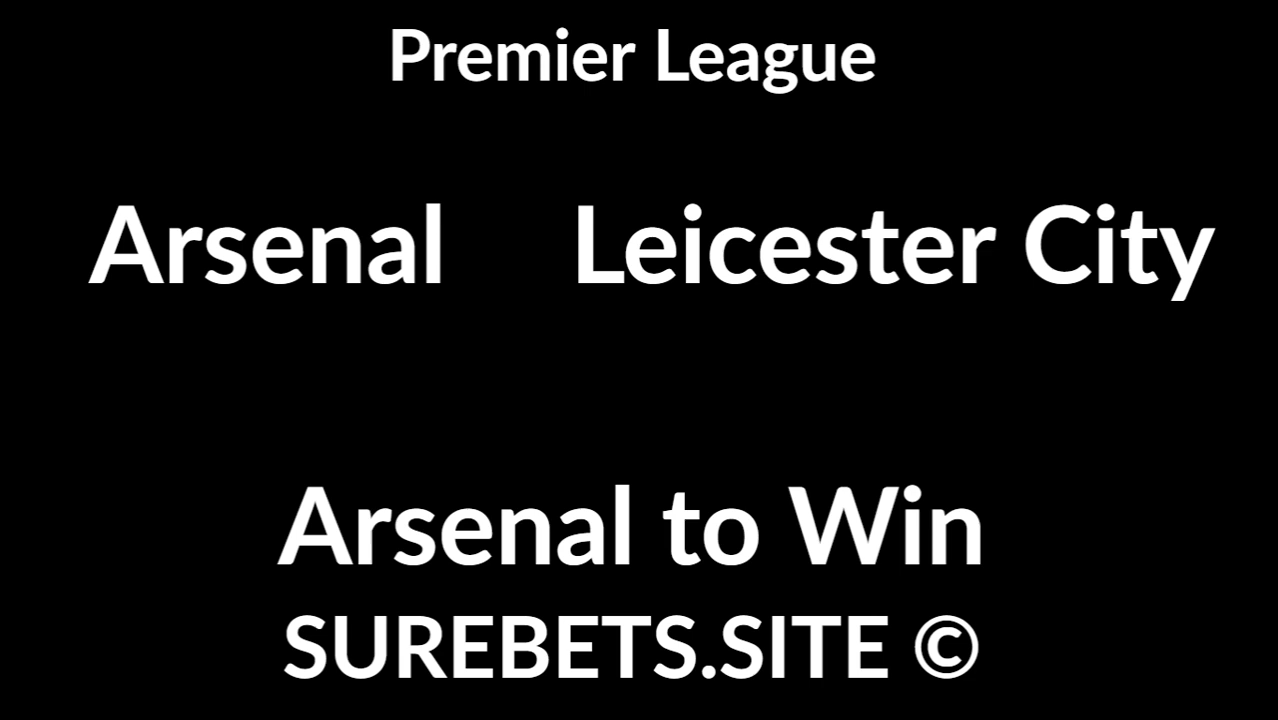 Premier League
Arsenal Leicester City
Arsenal to Win
SUREBETS.SITE ©